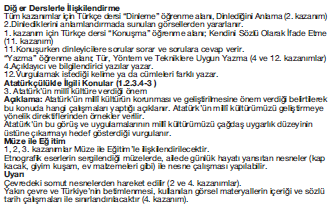 Diğer Derslerle İlişkilendirme
Tüm kazanımlar için Türkçe dersi "Dinleme" öğrenme alanı, Dinlediğini Anlama (2. kazanım)
2.Dinlediklerini anlamlandırmada sunulan görsellerden yararlanır.
1. kazanım için Türkçe dersi "Konuşma" öğrenme alanı; Kendini Sözlü Olarak İfade Etme
(11. kazanım)
11.Konuşurken dinleyicilere sorular sorar ve sorulara cevap verir.
"Yazma" öğrenme alanı; Tür, Yöntem ve Tekniklere Uygun Yazma (4 ve 12. kazanımlar)
4.Açıklayıcı ve bilgilendirici yazılar yazar.
12.Vurgulamak istediği kelime ya da cümleleri farklı yazar.
Atatürkçülükle İlgili Konular (1.2.3.4-3 )
3. Atatürk'ün millî kültüre verdiği önem
Açıklama: Atatürk'ün millî kültürün korunması ve geliştirilmesine önem verdiği belirtilerek
bu konuda hangi çalışmaları yaptığı açıklanır. Atatürk'ün millî kültürümüzü geliştirmeye
yönelik direktiflerinden örnekler verilir.
Atatürk'ün bu görüş ve uygulamalarının millî kültürümüzü çağdaş uygarlık düzeyinin
üstüne çıkarmayı hedef gösterdiği vurgulanır.
Müze ile Eğitim
1, 2, 3. kazanımlar Müze ile Eğitim'le ilişkilendirilecektir.
Etnografik eserlerin sergilendiği müzelerde, ailede günlük hayatı yansıtan nesneler (kap
kacak, giyim kuşam, ev malzemeleri gibi) ile nesne çalışması yapılabilir.
Uyarı
Çevredeki somut nesnelerden hareket edilir (2 ve 4. kazanımlar).
Yakın çevre ve Türkiye'nin betimlenmesi, kullanılan görsel materyallerin içeriği ve sözlü
tarih çalışmaları ile sınırlandırılacaktır (4. kazanım).